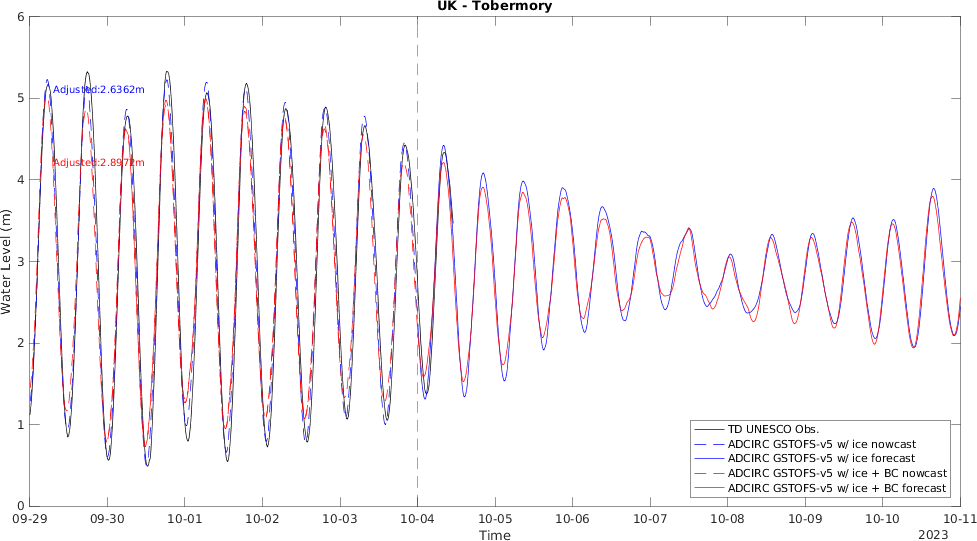 UK - Tobermory
6
5
4
3
2
1
0
Water Level (m)
Adjusted:2.6362m
Adjusted:2.8972m
TD UNESCO Obs.
ADCIRC GSTOFS-v5 w/ ice nowcast
ADCIRC GSTOFS-v5 w/ ice forecast
ADCIRC GSTOFS-v5 w/ ice + BC nowcast
ADCIRC GSTOFS-v5 w/ ice + BC forecast
09-29 09-30 10-01 10-02 10-03 10-04 10-05 10-06 10-07 10-08 10-09 10-10 10-11
Time
2023